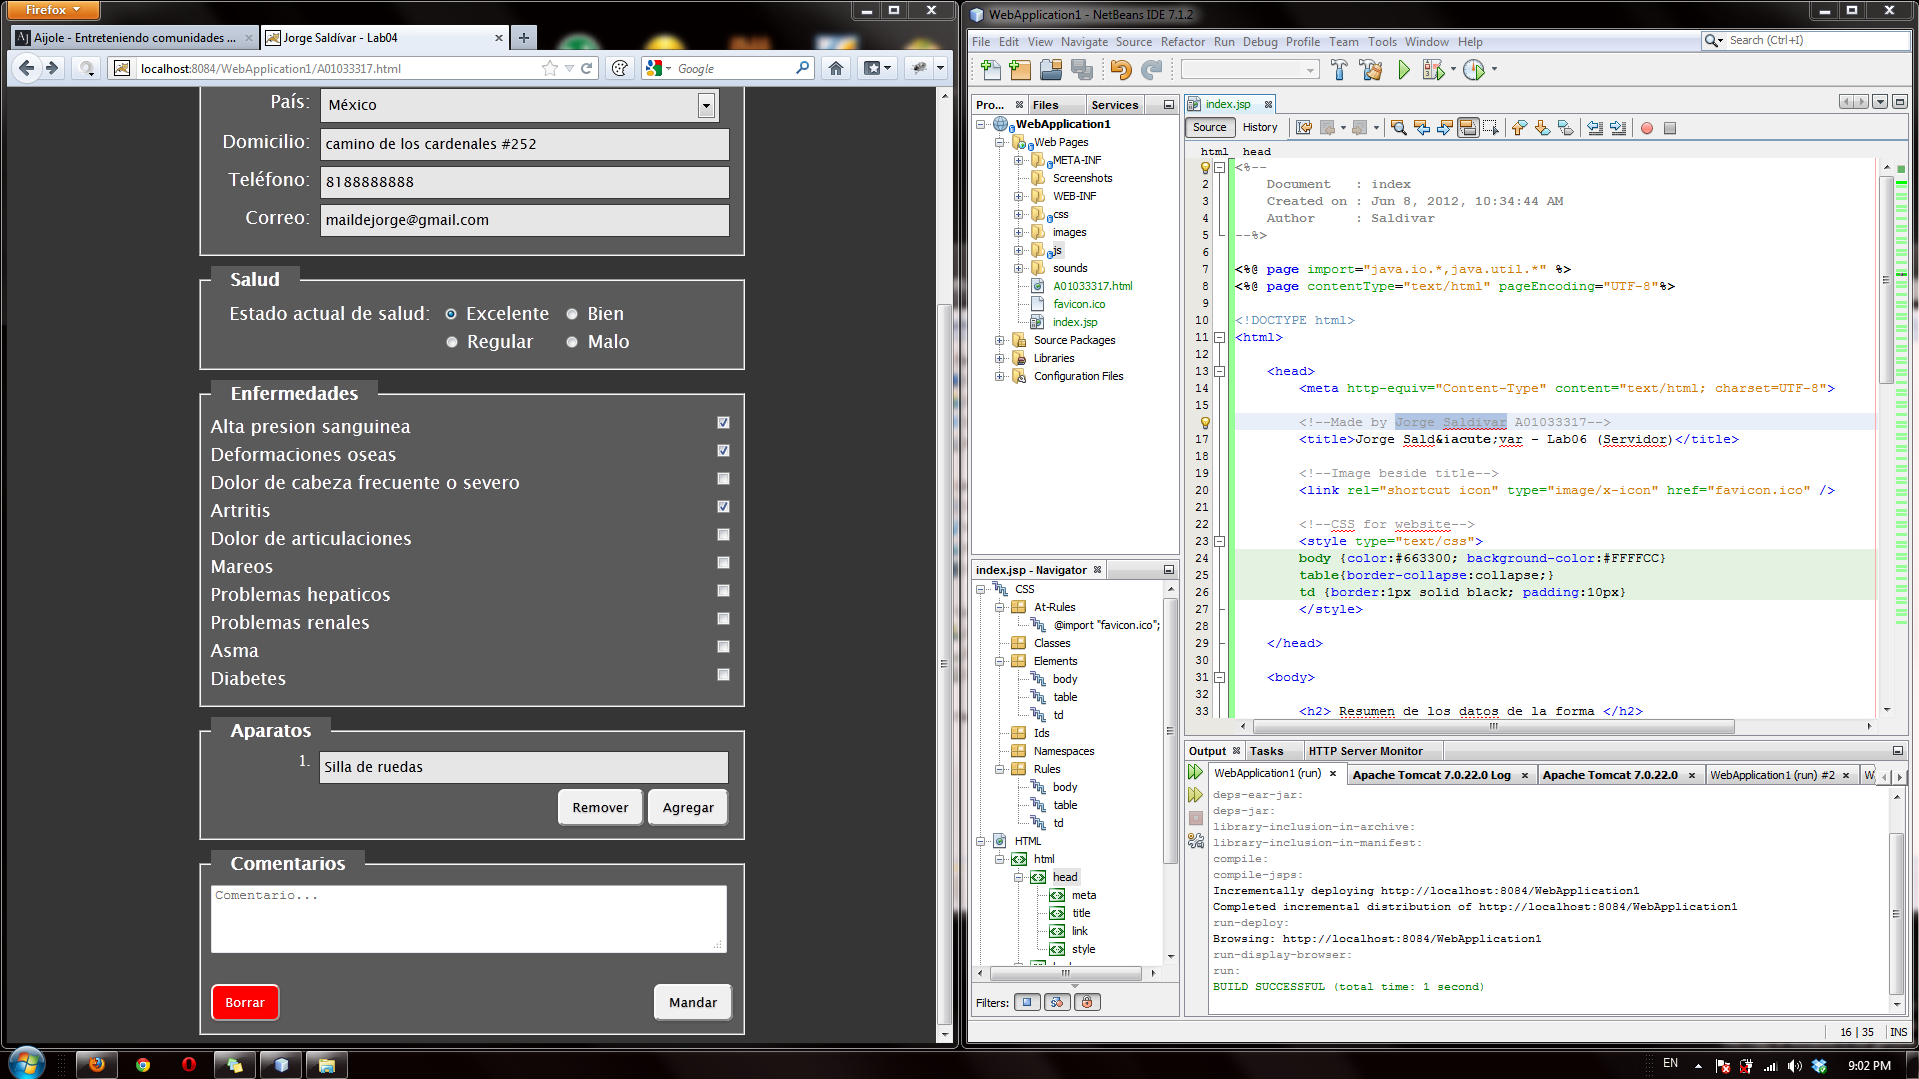 Firefox
Aijole - Entreteniendo comunidades ...
Jorge Saldívar - Lab04
localhost:8084/WebApplication1/A01033317.html
Google
País:
México
Domicilio:
camino de los cardenales #252
Teléfono:
8188888888
Correo:
maildejorge@gmail.com
Salud
Estado actual de salud:
Excelente
Bien
Regular
Malo
Enfermedades
Alta presion sanguinea
Deformaciones oseas
Dolor de cabeza frecuente o severo
Artritis
Dolor de articulaciones
Mareos
Problemas hepaticos
Problemas renales
Asma
Diabetes
Aparatos
1.
Silla de ruedas
Remover
Agregar
Comentarios
Comentario...
Borrar
Mandar
WebApplication1 - NetBeans IDE 7.1.2
File Edit View Navigate Source Refactor Run Debug Profile Team Tools Window Help
Search (Ctrl+I)
Pro...
Files
Services
WebApplication1
Web Pages
META-INF
Screenshots
WEB-INF
css
images
js
sounds
A01033317.html
favicon.ico
index.jsp
Source Packages
Libraries
Configuration Files
index.jsp - Navigator
CSS
At-Rules
@import "favicon.ico";
Classes
Elements
body
table
td
Ids
Namespaces
Rules
body
table
td
HTML
html
head
meta
title
link
style
Filters:
index.jsp
Source
History
html head
<%--
2 Document : index
3 Created on : Jun 8, 2012, 10:34:44 AM
4 Author : Saldivar
5 --%>
6
7 <%@ page import="java.io.*,java.util.*" %>
8 <%@ page contentType="text/html" pageEncoding="UTF-8"%>
9
10 <!DOCTYPE html>
11 <html>
12
13 <head>
14 <meta http-equiv="Content-Type" content="text/html; charset=UTF-8">
15
<!--Made by Jorge Saldivar A01033317-->
17 <title>Jorge Sald&iacute;var - Lab06 (Servidor)</title>
18
19 <!--Image beside title-->
20 <link rel="shortcut icon" type="image/x-icon" href="favicon.ico" />
21
22 <!--CSS for website-->
23 <style type="text/css">
24 body {color:#663300; background-color:#FFFFCC}
25 table{border-collapse:collapse;}
26 td {border:1px solid black; padding:10px}
27 </style>
28
29 </head>
30
31 <body>
32
33 <h2> Resumen de los datos de la forma </h2>
Output
Tasks
HTTP Server Monitor
WebApplication1 (run)
Apache Tomcat 7.0.22.0 Log
Apache Tomcat 7.0.22.0
WebApplication1 (run) #2
W
deps-ear-jar:
deps-jar:
library-inclusion-in-archive:
library-inclusion-in-manifest:
compile:
compile-jsps:
Incrementally deploying http://localhost:8084/WebApplication1
Completed incremental distribution of http://localhost:8084/WebApplication1
run-deploy:
Browsing: http://localhost:8084/WebApplication1
run-display-browser:
run:
BUILD SUCCESSFUL (total time: 1 second)
16 | 35 INS
EN
9:02 PM